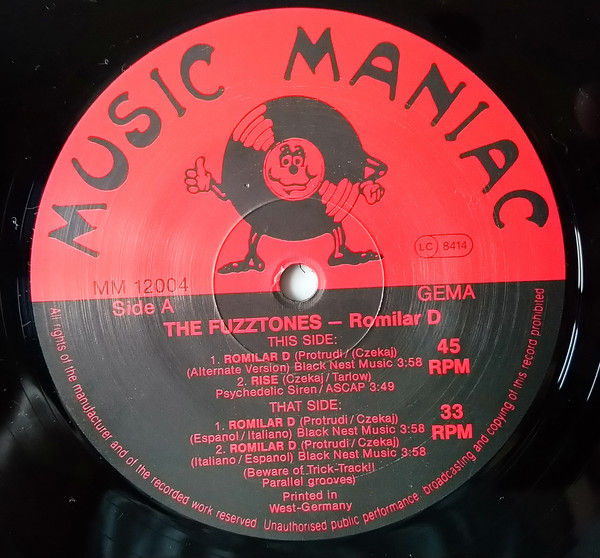 MUSIC MANIAC
LC 8414
MM 12004
Side A
GEMA
THE FUZZTONES — Romilar D
THIS SIDE:
1. ROMILAR D (Protrudi/(Czekaj)
(Alternate Version) Black Nest Music 3:58
2. RISE (Czekaj/Tarlow)
Psychedelic Siren/ASCAP 3:49
45
RPM
THAT SIDE:
1. ROMILAR D (Protrudi/Czekaj)
(Espanol/Italiano) Black Nest Music 3:58
2. ROMILAR D (Protrudi/Czekaj)
(Italiano/Espanol) Black Nest Music 3:58
33
RPM
(Beware of Trick-Track!!
Parallel grooves)
Printed in
West-Germany
All rights of the manufacturer and of the recorded work reserved Unauthorised public performance broadcasting and copying of this record prohibited